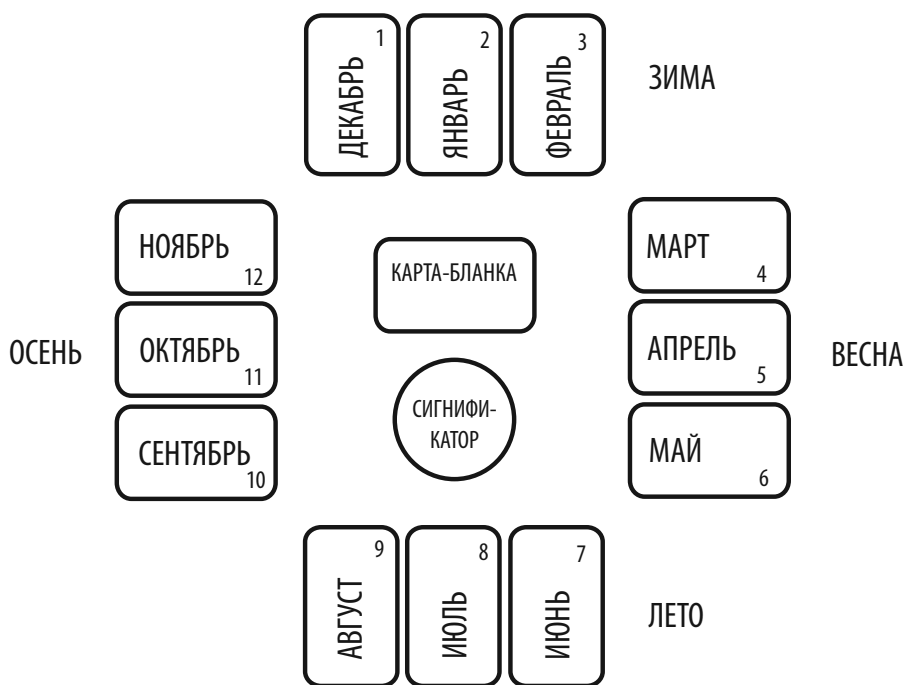 1
ДЕКАБРЬ
2
ЯНВАРЬ
3
ФЕВРАЛЬ
ЗИМА
НОЯБРЬ
12
ОКТЯБРЬ
11
СЕНТЯБРЬ
10
ОСЕНЬ
КАРТА-БЛАНКА
СИГНИФИ-
КАТОР
МАРТ
4
АПРЕЛЬ
5
МАЙ
6
ВЕСНА
9
АВГУСТ
8
ИЮЛЬ
7
ИЮНЬ
ЛЕТО